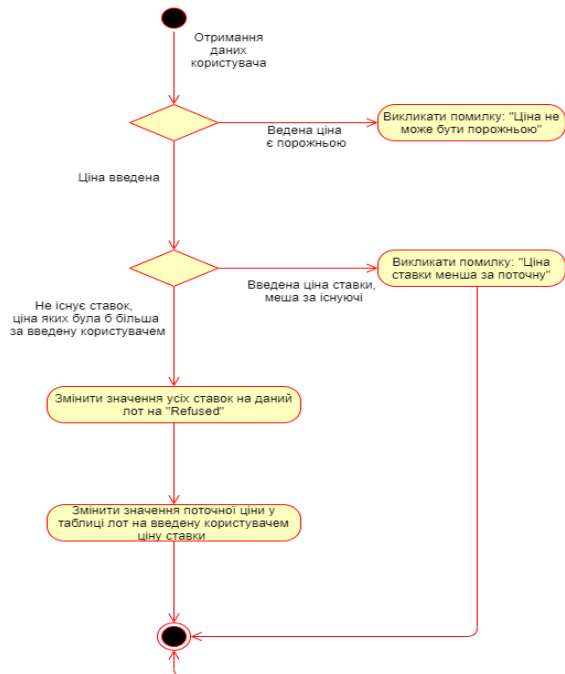 Отримання
даних
користувача
Викликати помилку: "Ціна не
може бути порожньою"
Ведена ціна
є порожньою
Ціна введена
Викликати помилку: "Ціна
ставки менша за поточну"
Введена ціна ставки,
меша за існуючі
Не існує ставок,
ціна яких була б більша
за введену користувачем
Змінити значення усіх ставок на даний
лот на "Refused"
Змінити значення поточної ціни у
таблиці лот на введену користувачем
ціну ставки